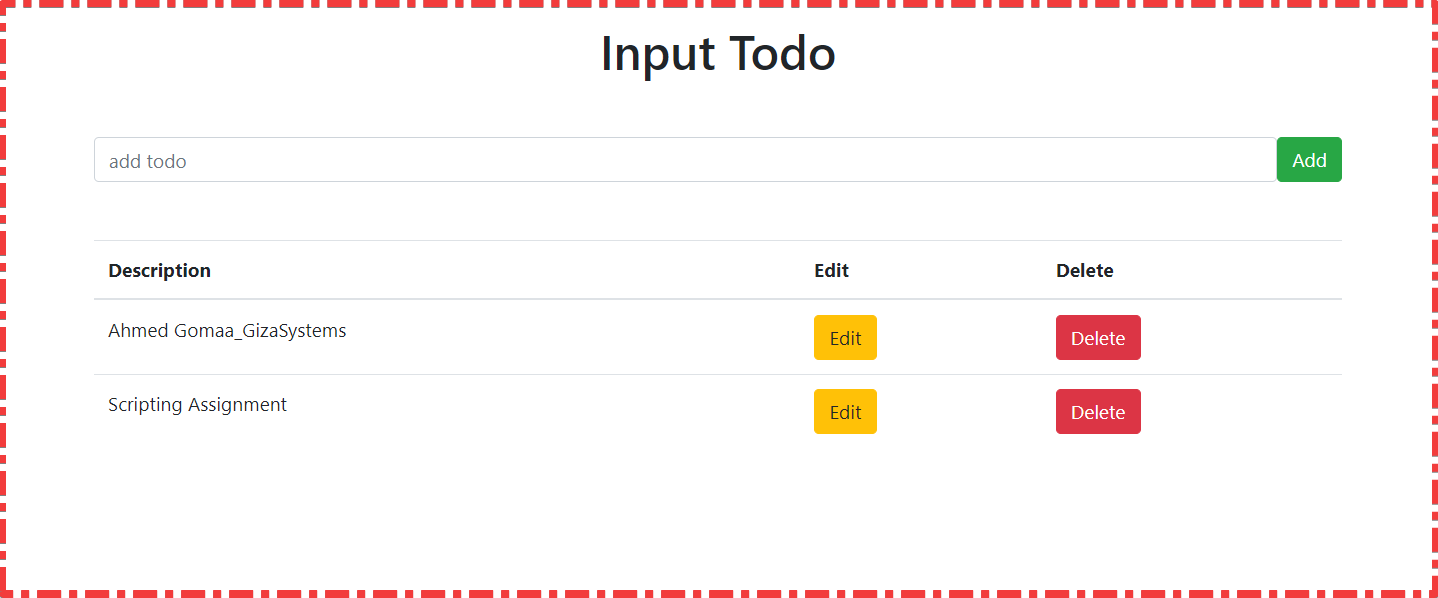 Input Todo
add todo Add
Description Edit Delete
Ahmed Gomaa_GizaSystems Edit Delete
Scripting Assignment Edit Delete